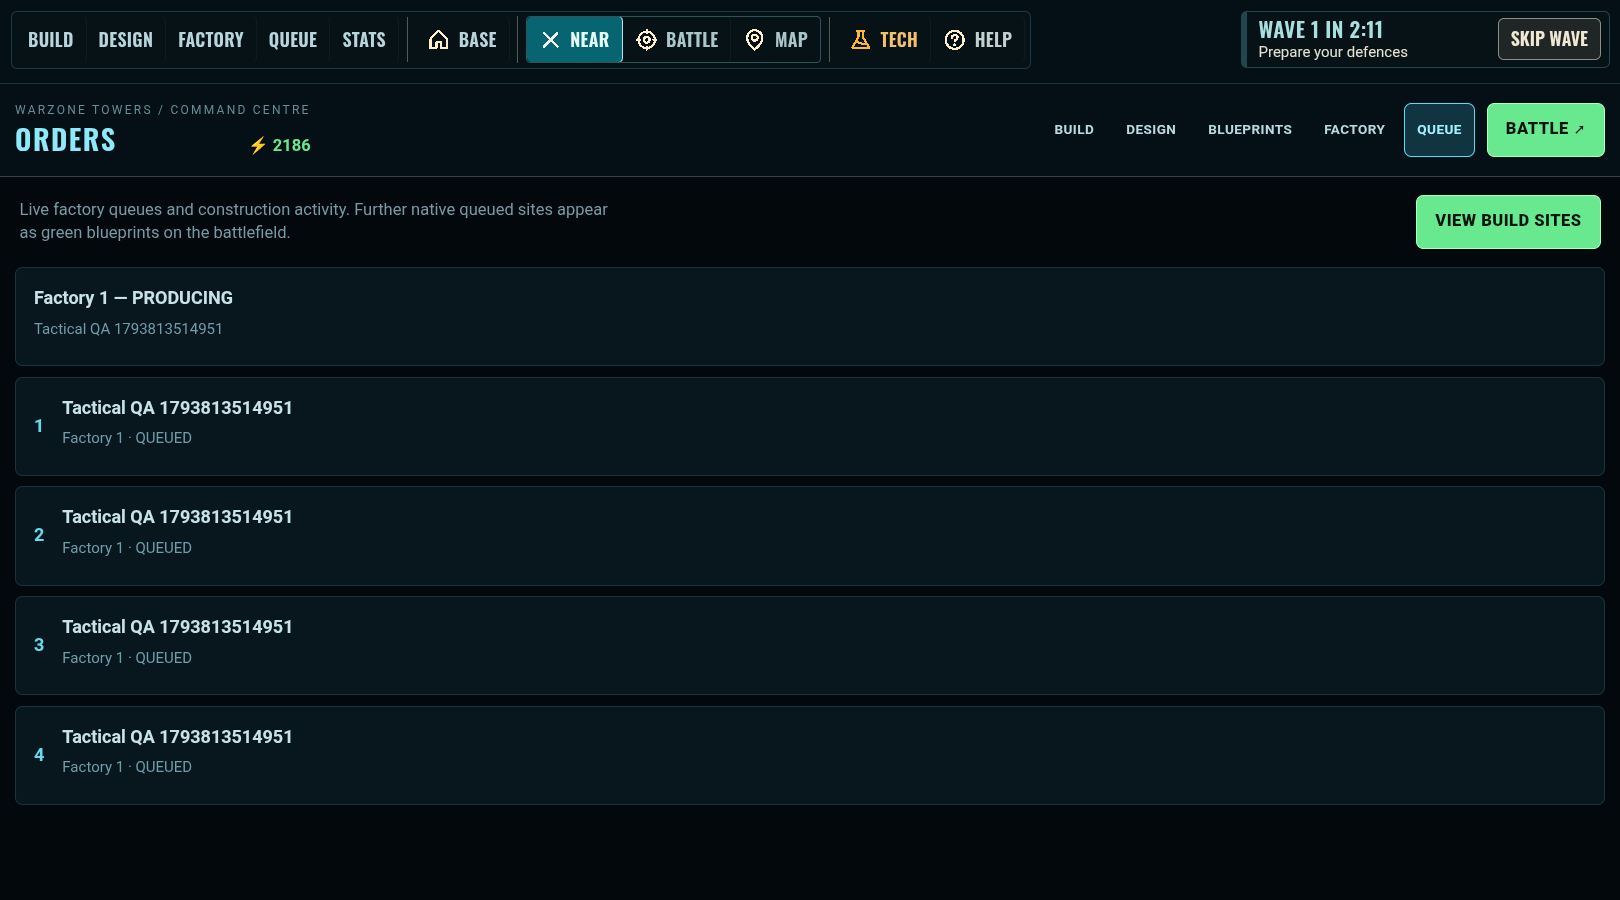 BUILD DESIGN FACTORY QUEUE STATS BASE NEAR BATTLE MAP TECH HELP
WAVE 1 IN 2:11
Prepare your defences
SKIP WAVE
WARZONE TOWERS / COMMAND CENTRE
ORDERS
⚡ 2186
BUILD DESIGN BLUEPRINTS FACTORY QUEUE BATTLE ↗
Live factory queues and construction activity. Further native queued sites appear
as green blueprints on the battlefield.
VIEW BUILD SITES
Factory 1 — PRODUCING
Tactical QA 1793813514951
1
Tactical QA 1793813514951
Factory 1 · QUEUED
2
Tactical QA 1793813514951
Factory 1 · QUEUED
3
Tactical QA 1793813514951
Factory 1 · QUEUED
4
Tactical QA 1793813514951
Factory 1 · QUEUED